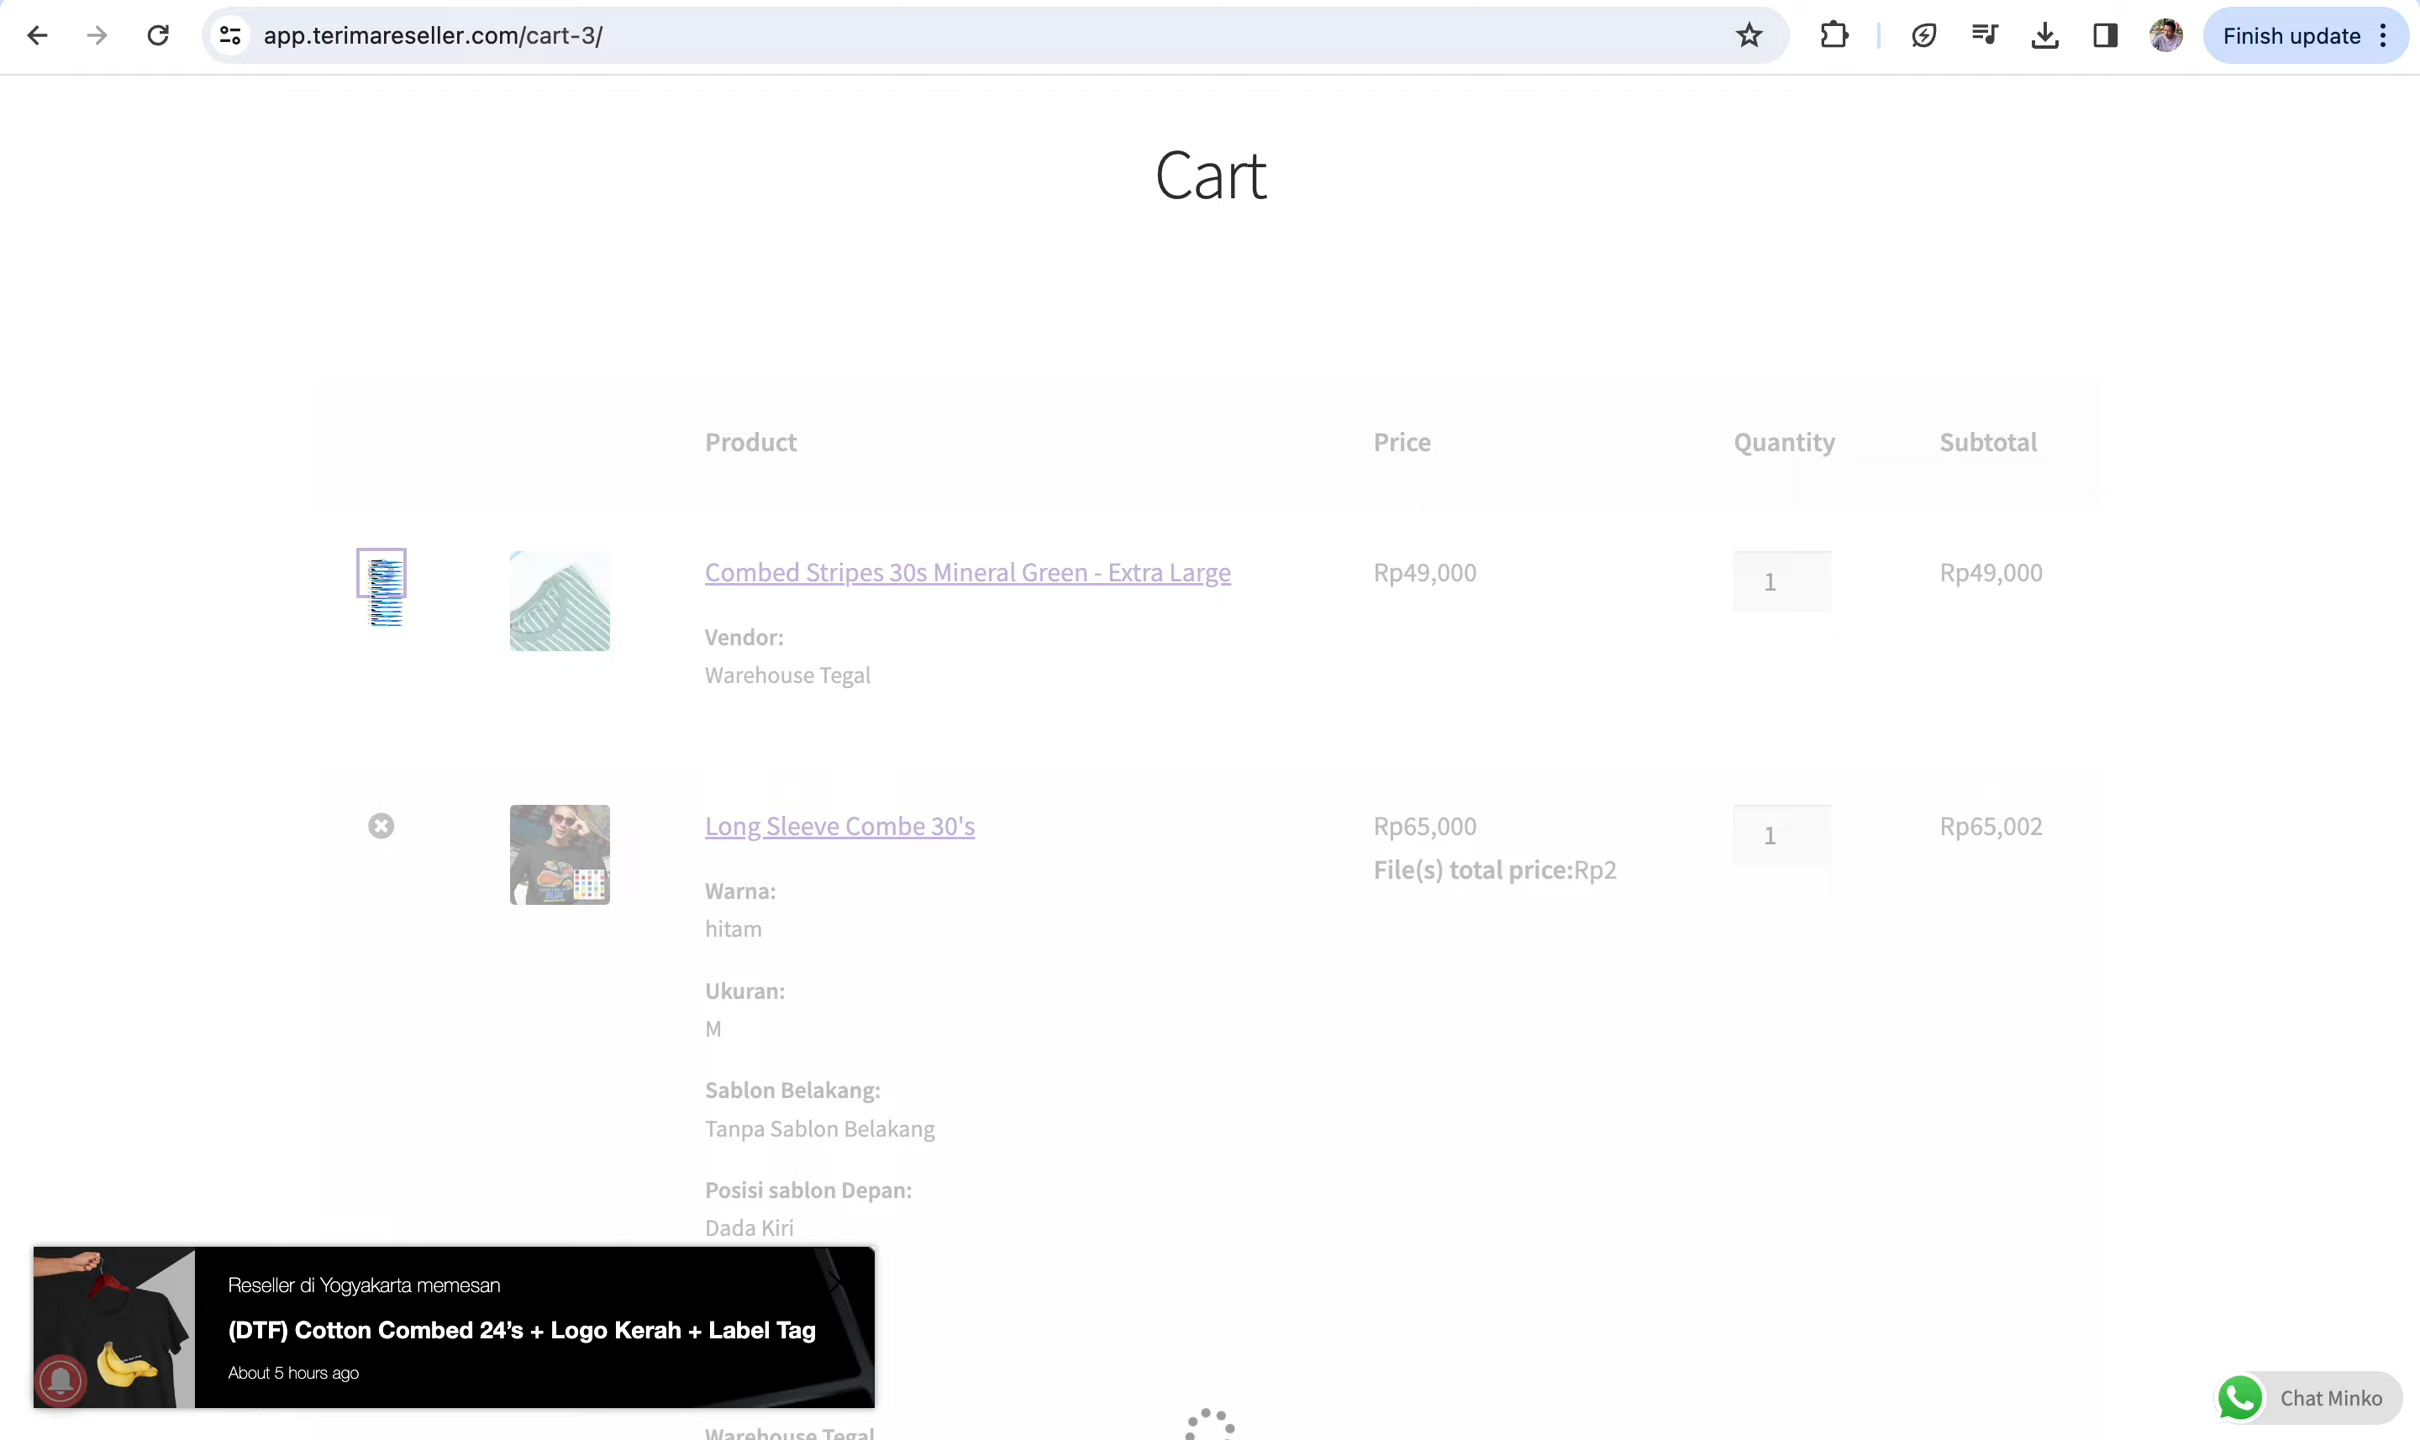 app.terimareseller.com/cart-3/
Finish update
Cart
Product Price Quantity Subtotal
Combed Stripes 30s Mineral Green - Extra Large Rp49,000 1 Rp49,000
Vendor:
Warehouse Tegal
Long Sleeve Combe 30's Rp65,000 1 Rp65,002
File(s) total price:Rp2
Warna:
hitam
Ukuran:
M
Sablon Belakang:
Tanpa Sablon Belakang
Posisi sablon Depan:
Dada Kiri
Reseller di Yogyakarta memesan
(DTF) Cotton Combed 24’s + Logo Kerah + Label Tag
About 5 hours ago
Chat Minko
Warehouse Tegal